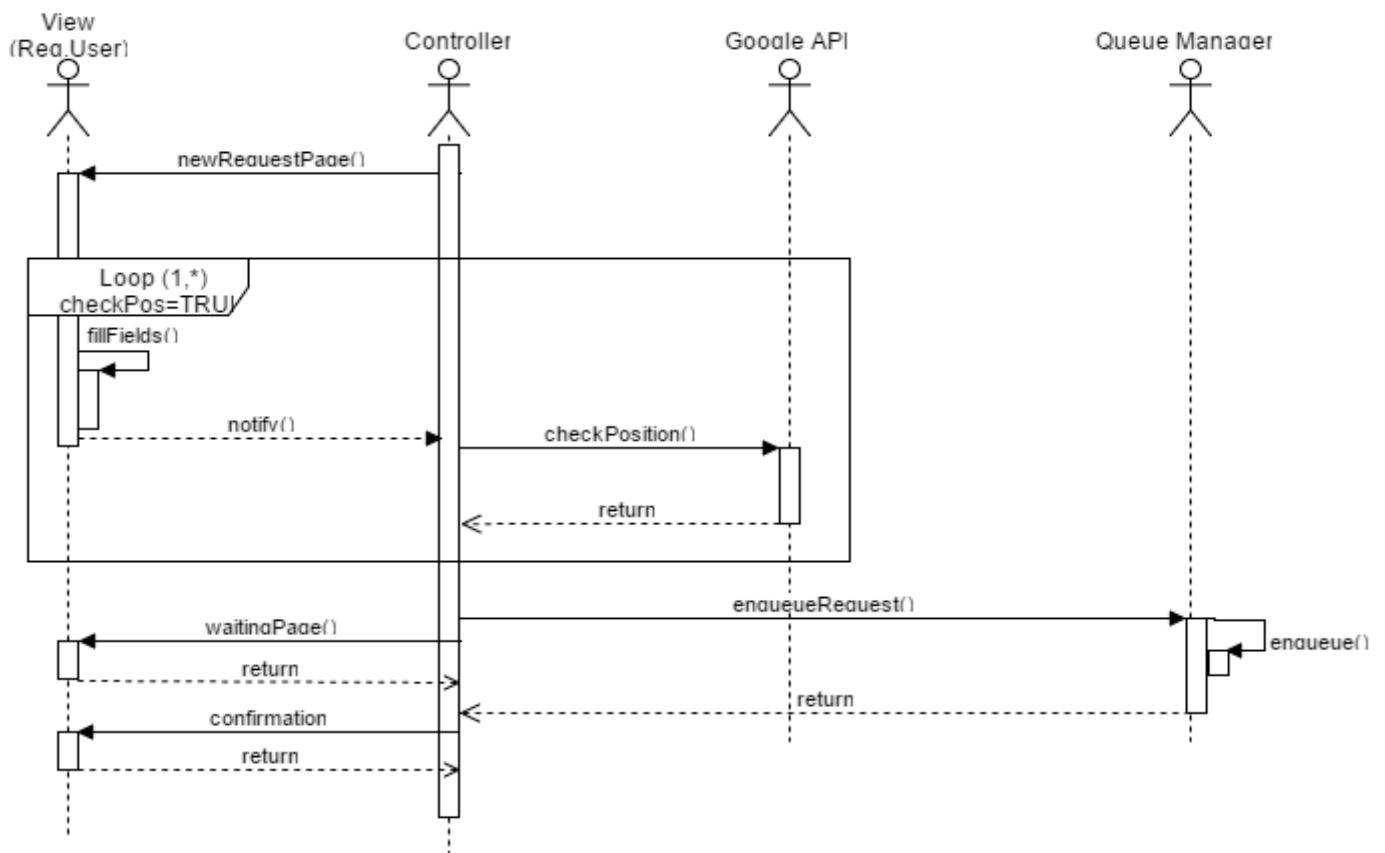 View
(Reg.User)
Controller
Google API
Queue Manager
newRequestPage()
Loop (1,*)
checkPos=TRU
fillFields()
notify()
checkPosition()
return
enqueueRequest()
waitingPage()
enqueue()
return
return
confirmation
return